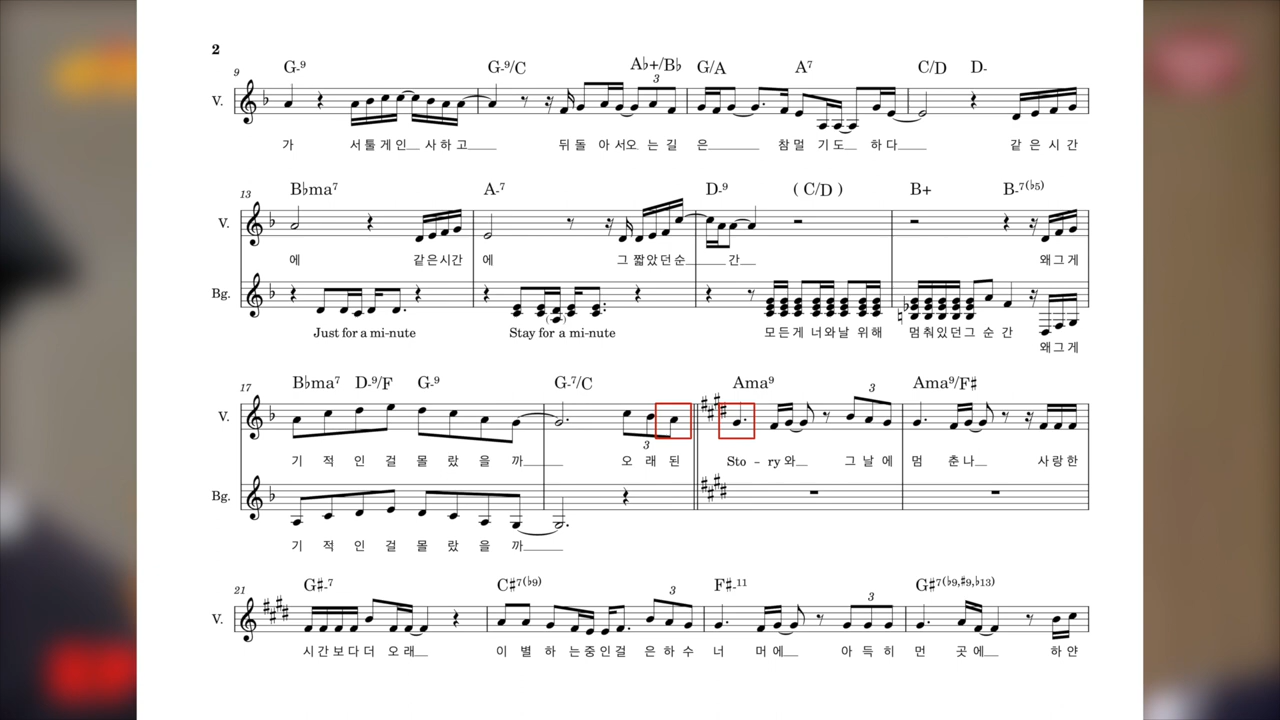 2
9 G-9 G-9/C A♭+/B♭ G/A A7 C/D D-
3
V.
가 서툴게인__ 사하고____ 뒤돌 아서오 는길 은______ 참멀 기도_ 하다____ 같은시간
13 B♭ma7 A-7 D-9 ( C/D ) B+ B-7(♭5)
V.
에 같은시간 에 그 짧았던순____ 간__ 왜그게
Bg.
Just for a mi-nute Stay for a mi-nute 모든게 너와날 위해 멈춰있던그 순 간
왜그게
17 B♭ma7 D-9/F G-9 G-7/C Ama9 Ama9/F♯
3
V.
3
기 적 인 걸 몰 랐 을 까____ 오 래 된 Sto - ry 와__ 그 날 에 멈 춘 나__ 사랑한
Bg.
기 적 인 걸 몰 랐 을 까____
21 G♯-7 C♯7(♭9) F♯-11 G♯7(♭9,♯9,♭13)
3 3
V.
시간보다더 오래__ 이 별 하 는중인걸 은하수 너 머에__ 아득히 먼 곳에__ 하얀